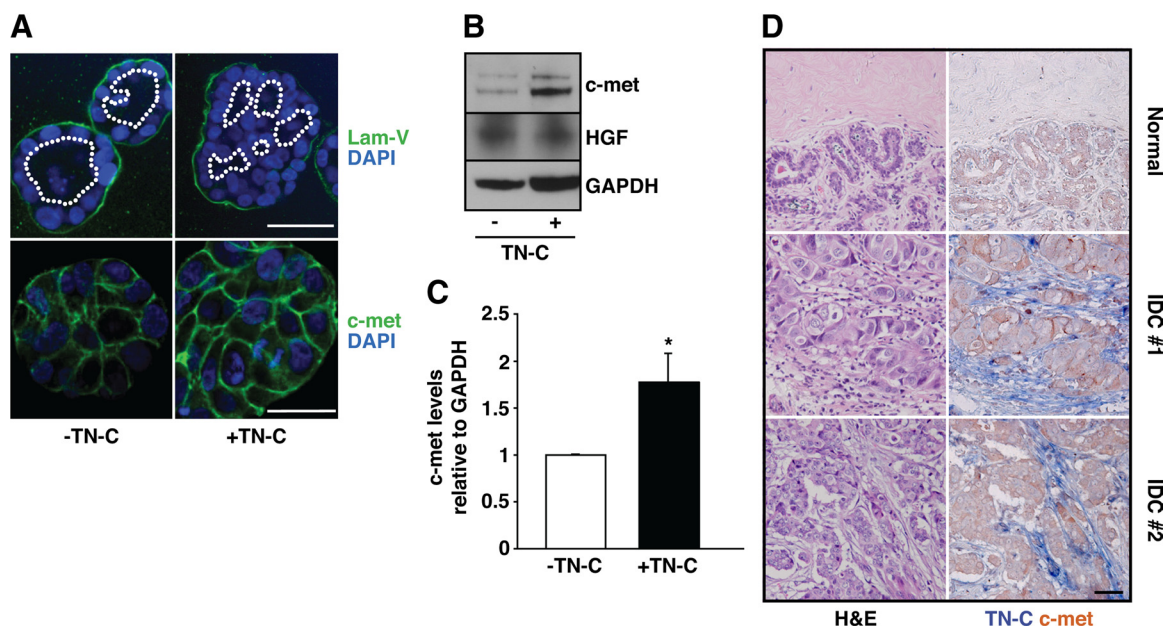 A
Lam-V
DAPI
c-met
DAPI
-TN-C
+TN-C
B
c-met
HGF
GAPDH
- +
TN-C
C
c-met levels
relative to GAPDH
2.5
2
1.5
1
0.5
0
*
-TN-C
+TN-C
D
Normal
IDC #1
IDC #2
H&E
TN-C c-met